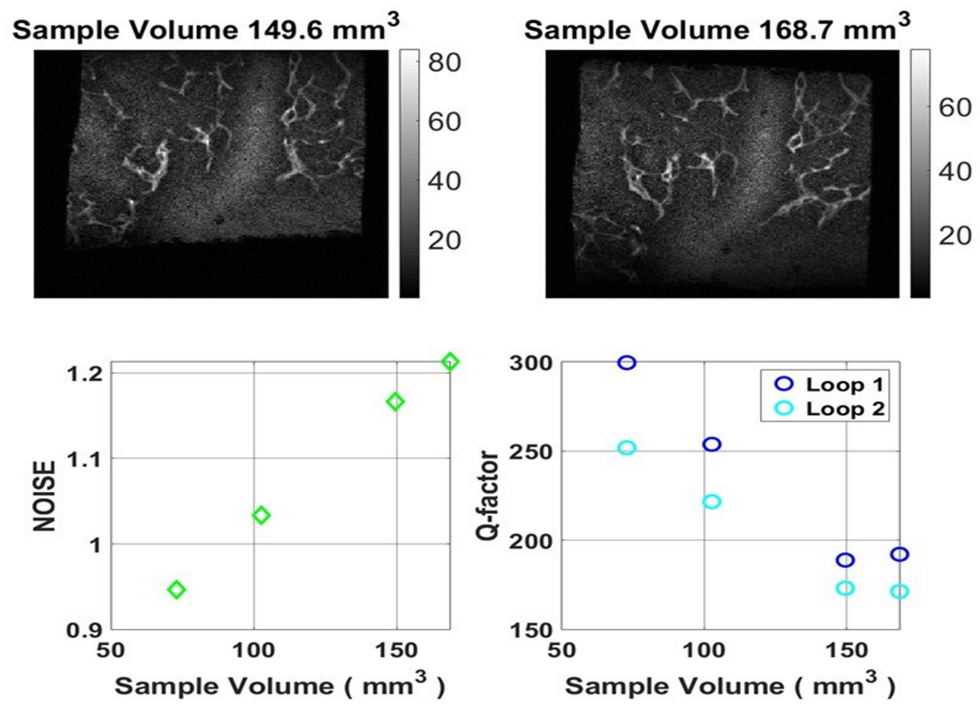 Sample Volume 149.6 mm³
Sample Volume 168.7 mm³
80
60
40
20
60
40
20
1.2
1.1
1
0.9
NOISE
50
100
150
Sample Volume ( mm³ )
300
250
200
150
Q-factor
Loop 1
Loop 2
50
100
150
Sample Volume ( mm³ )